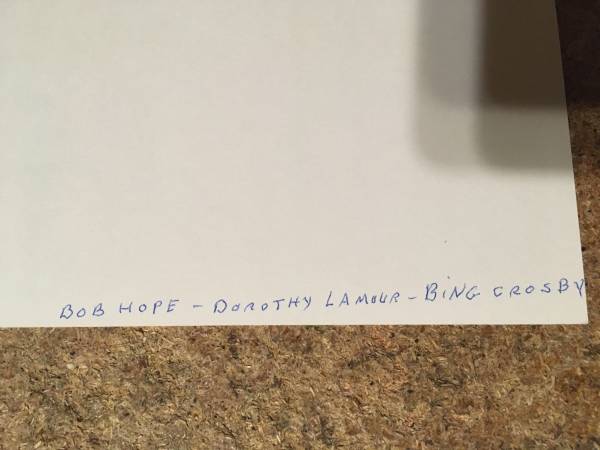 BOB HOPE - DOROTHY LAMOUR - BiNG CROSBY